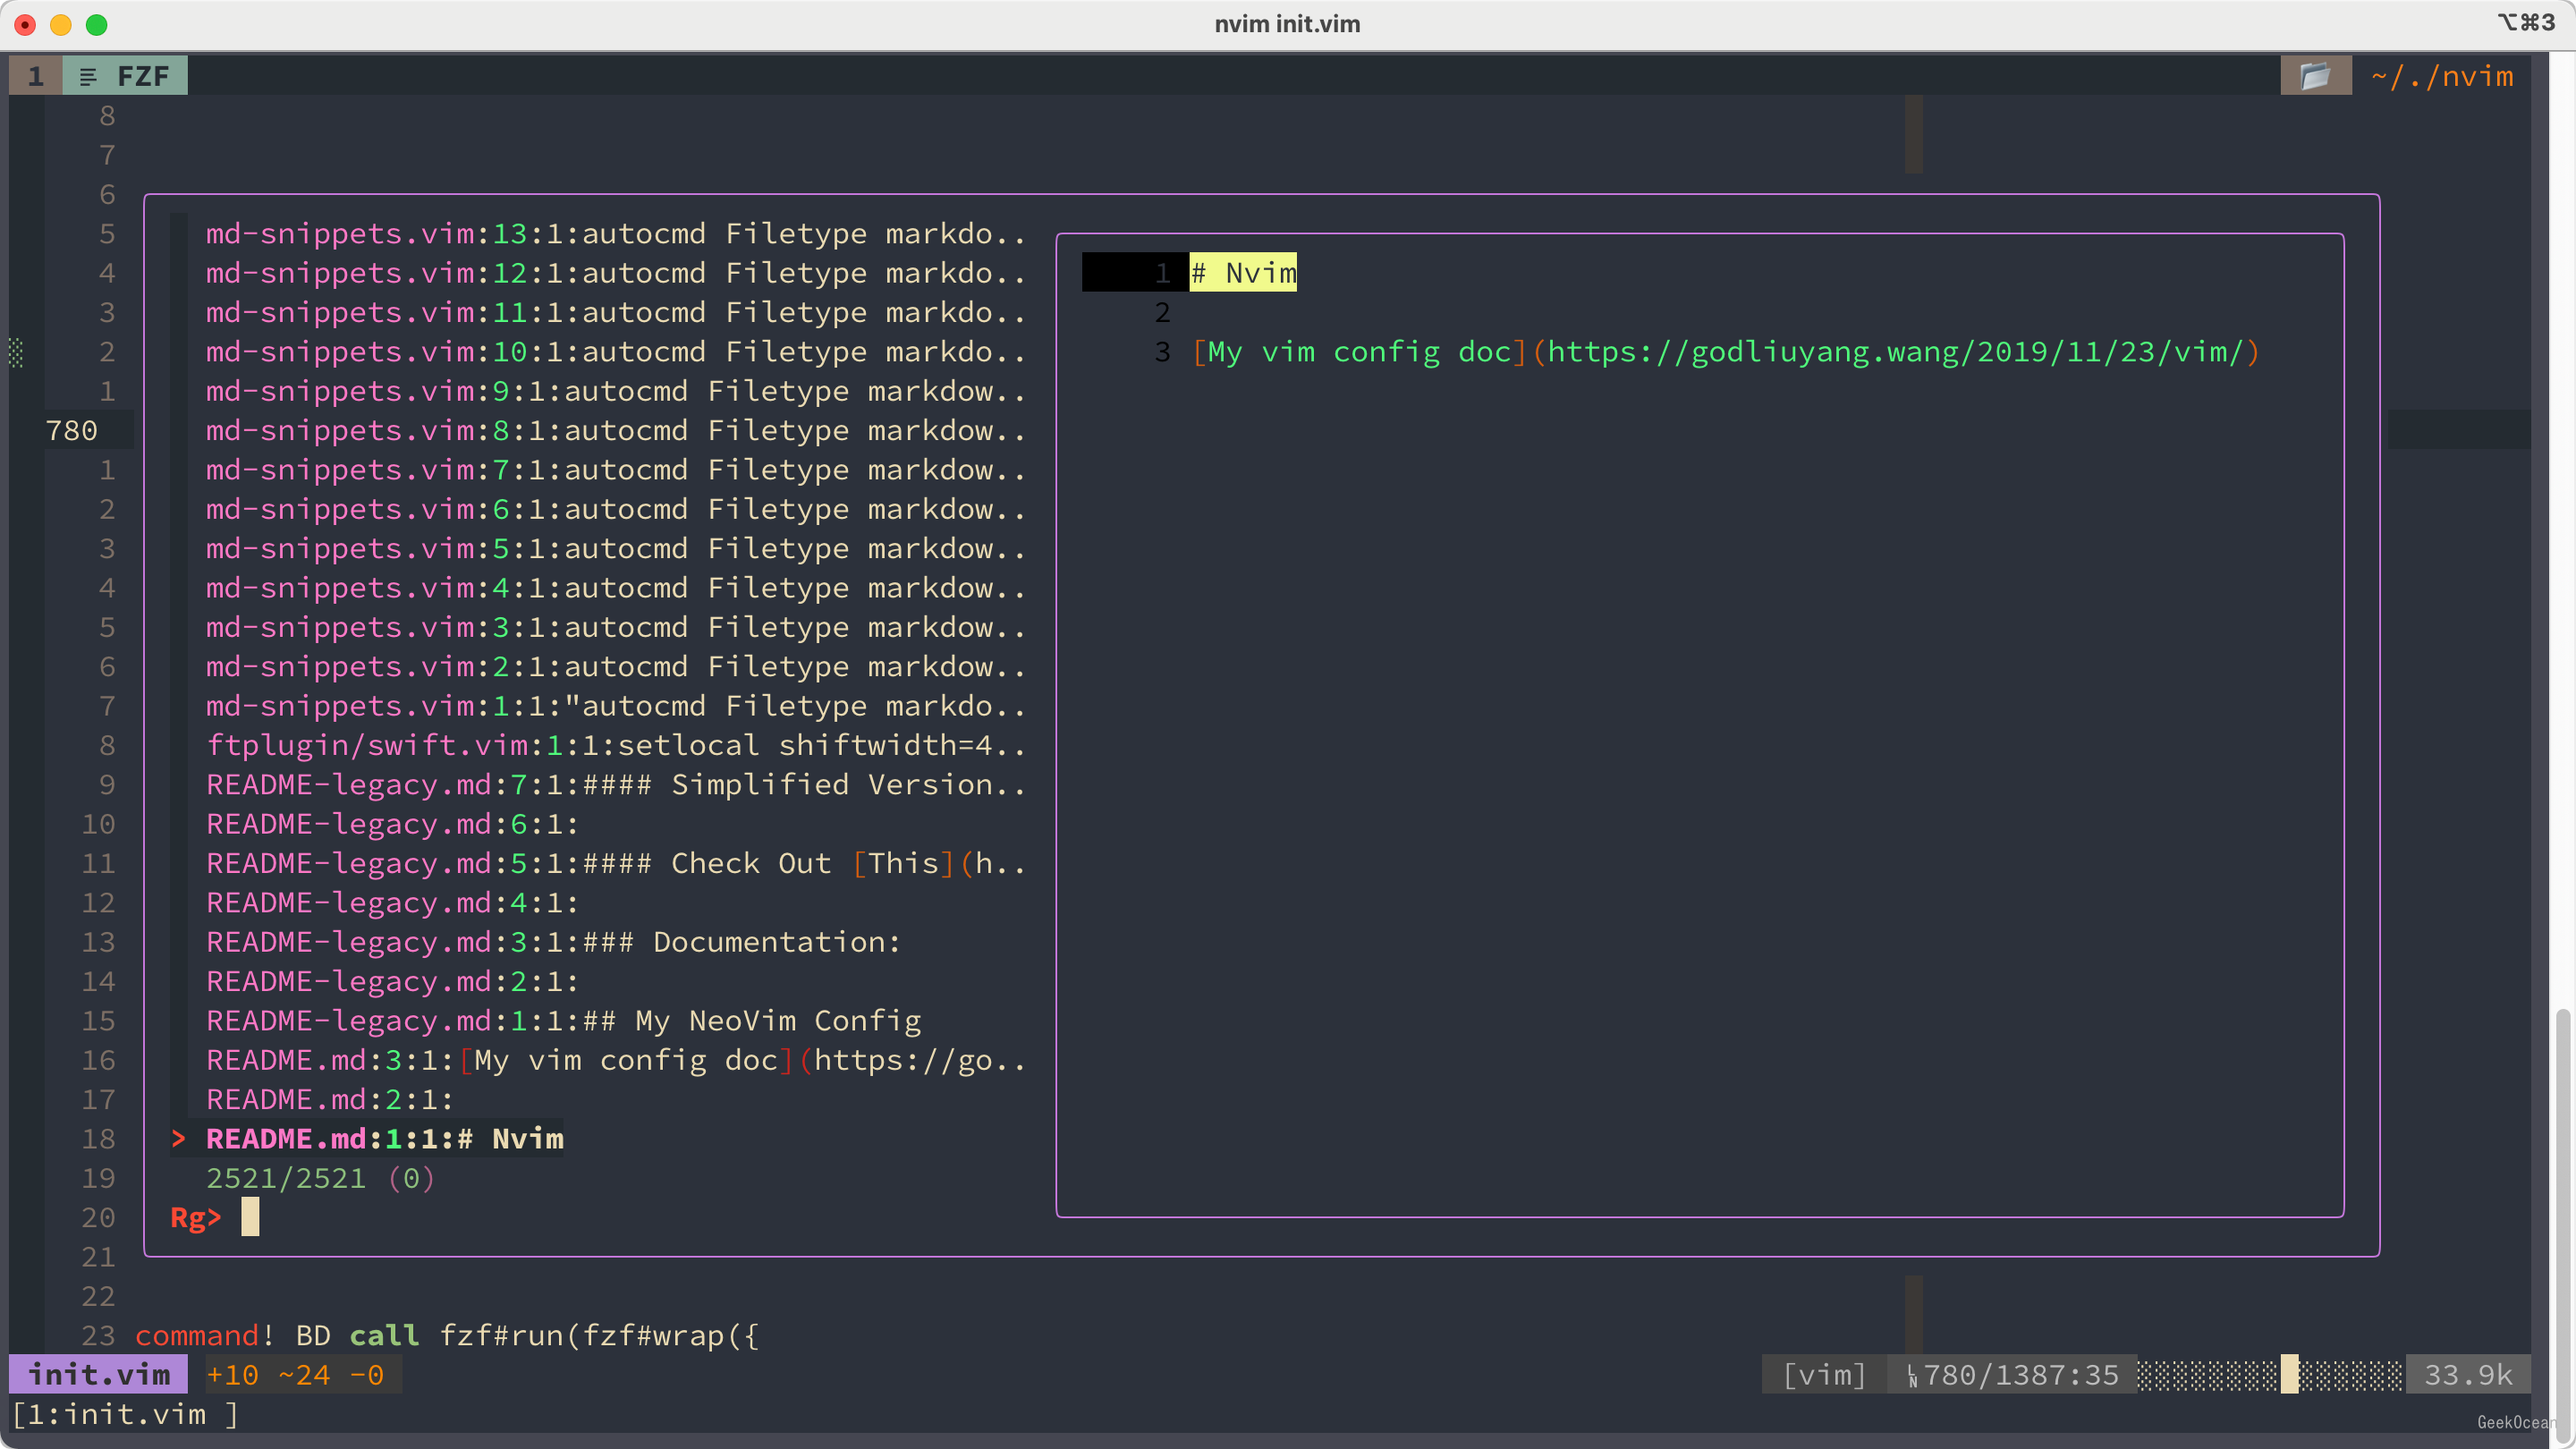 nvim init.vim
⌥⌘3
1 FZF ~/./nvim
8
7
6
5 md-snippets.vim:13:1:autocmd Filetype markdo..
4 md-snippets.vim:12:1:autocmd Filetype markdo.. 1 # Nvim
3 md-snippets.vim:11:1:autocmd Filetype markdo.. 2
2 md-snippets.vim:10:1:autocmd Filetype markdo.. 3 [My vim config doc](https://godliuyang.wang/2019/11/23/vim/)
1 md-snippets.vim:9:1:autocmd Filetype markdow..
780 md-snippets.vim:8:1:autocmd Filetype markdow..
1 md-snippets.vim:7:1:autocmd Filetype markdow..
2 md-snippets.vim:6:1:autocmd Filetype markdow..
3 md-snippets.vim:5:1:autocmd Filetype markdow..
4 md-snippets.vim:4:1:autocmd Filetype markdow..
5 md-snippets.vim:3:1:autocmd Filetype markdow..
6 md-snippets.vim:2:1:autocmd Filetype markdow..
7 md-snippets.vim:1:1:"autocmd Filetype markdo..
8 ftplugin/swift.vim:1:1:setlocal shiftwidth=4..
9 README-legacy.md:7:1:#### Simplified Version..
10 README-legacy.md:6:1:
11 README-legacy.md:5:1:#### Check Out [This](h..
12 README-legacy.md:4:1:
13 README-legacy.md:3:1:### Documentation:
14 README-legacy.md:2:1:
15 README-legacy.md:1:1:## My NeoVim Config
16 README.md:3:1:[My vim config doc](https://go..
17 README.md:2:1:
18 > README.md:1:1:# Nvim
19 2521/2521 (0)
20 Rg>
21
22
23 command! BD call fzf#run(fzf#wrap({
init.vim +10 ~24 -0 [vim] LN 780/1387:35 33.9k
[1:init.vim ]
GeekOcean